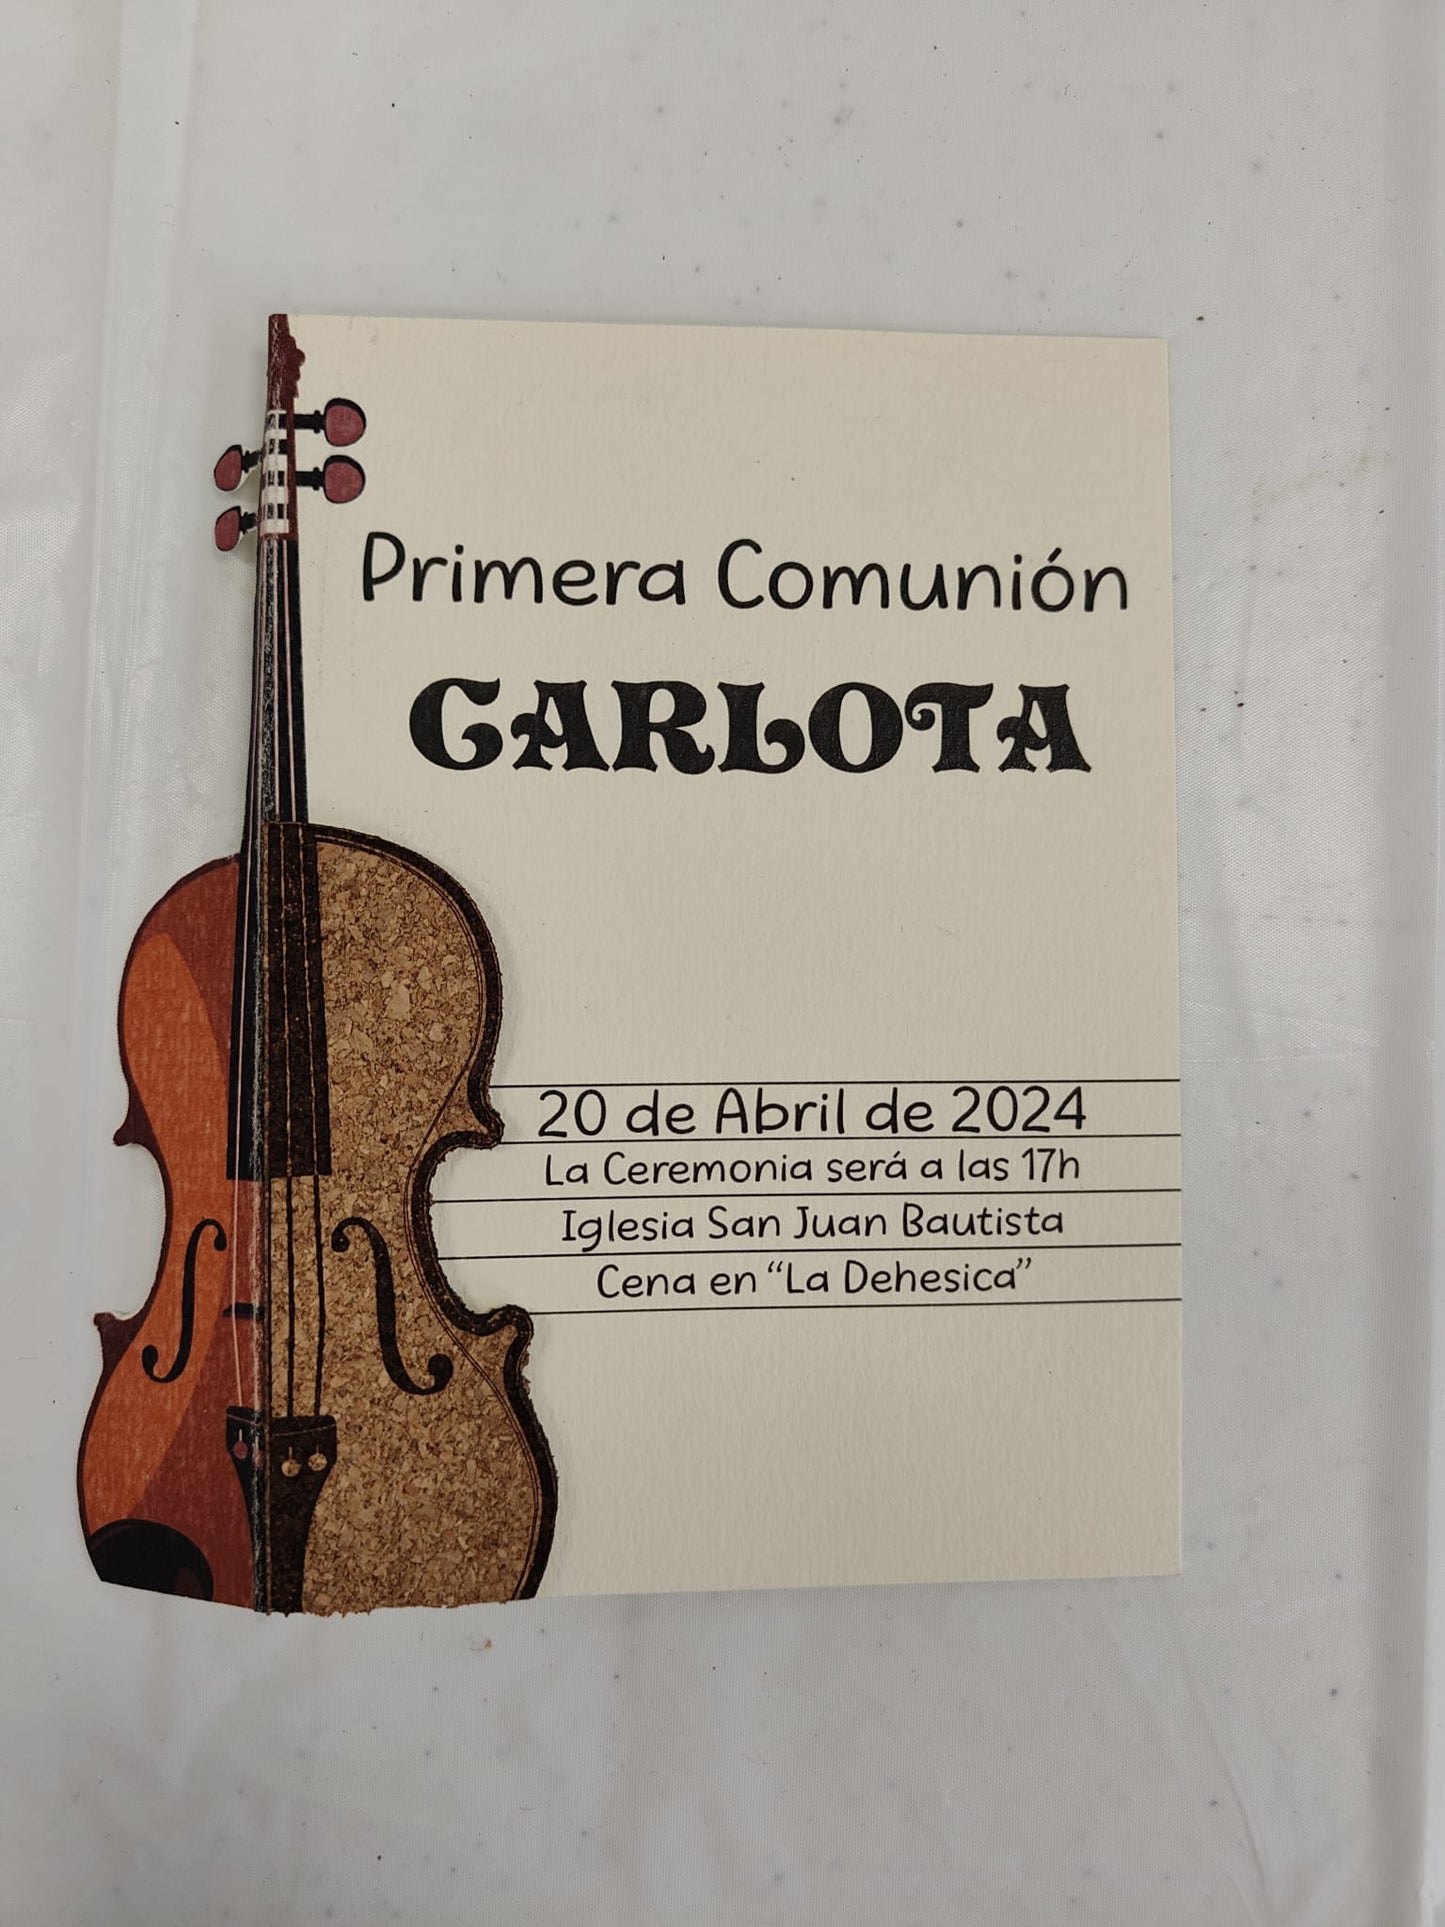 Primera Comunión
CARLOTA
20 de Abril de 2024
La Ceremonia será a las 17h
Iglesia San Juan Bautista
Cena en “La Dehesica”